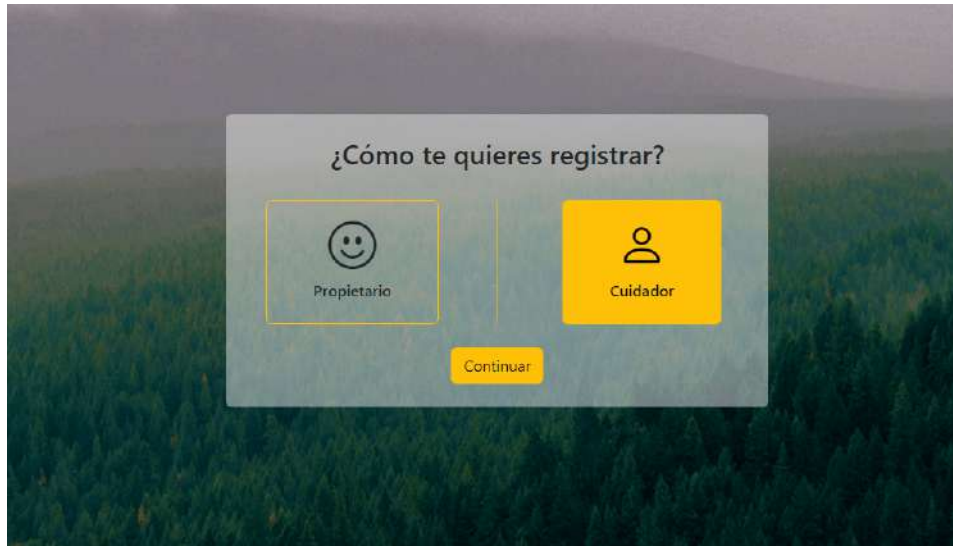 ¿Cómo te quieres registrar?
Propietario
Cuidador
Continuar